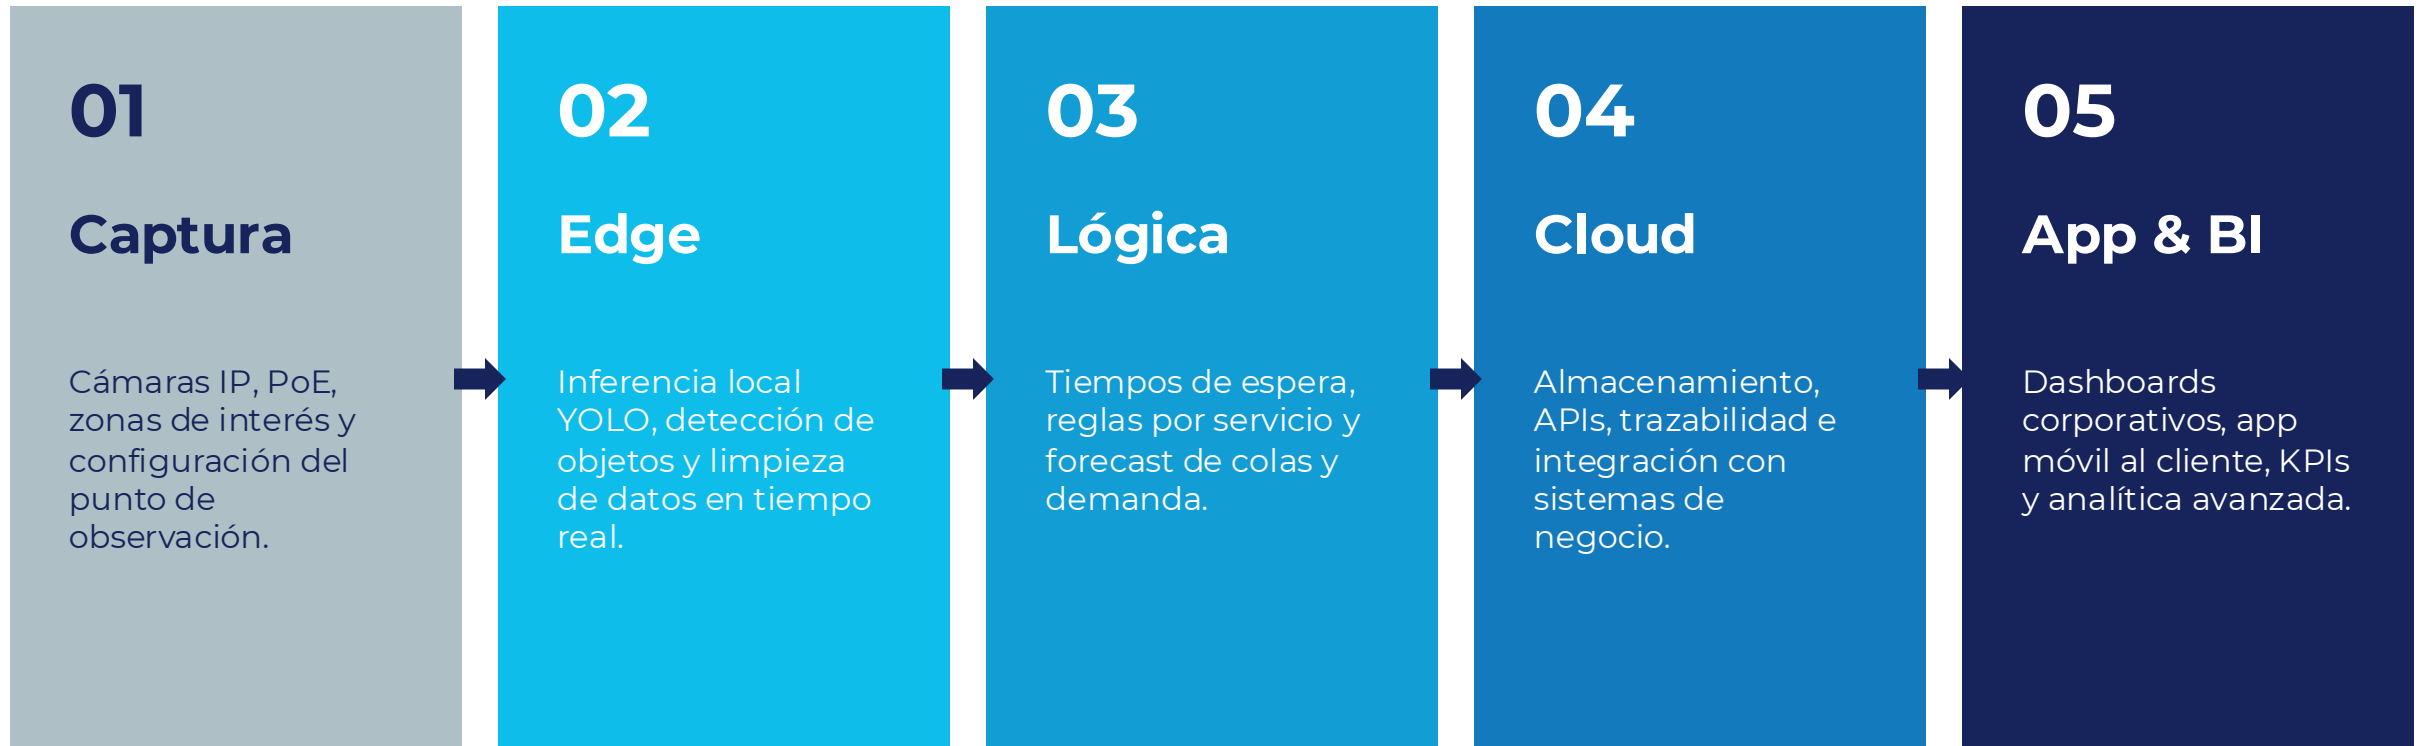 01
Captura
Cámaras IP, PoE,
zonas de interés y
configuración del
punto de
observación.
02
Edge
Inferencia local
YOLO, detección de
objetos y limpieza
de datos en tiempo
real.
03
Lógica
Tiempos de espera,
reglas por servicio y
forecast de colas y
demanda.
04
Cloud
Almacenamiento,
APIs, trazabilidad e
integración con
sistemas de
negocio.
05
App & BI
Dashboards
corporativos, app
móvil al cliente, KPIs
y analítica avanzada.